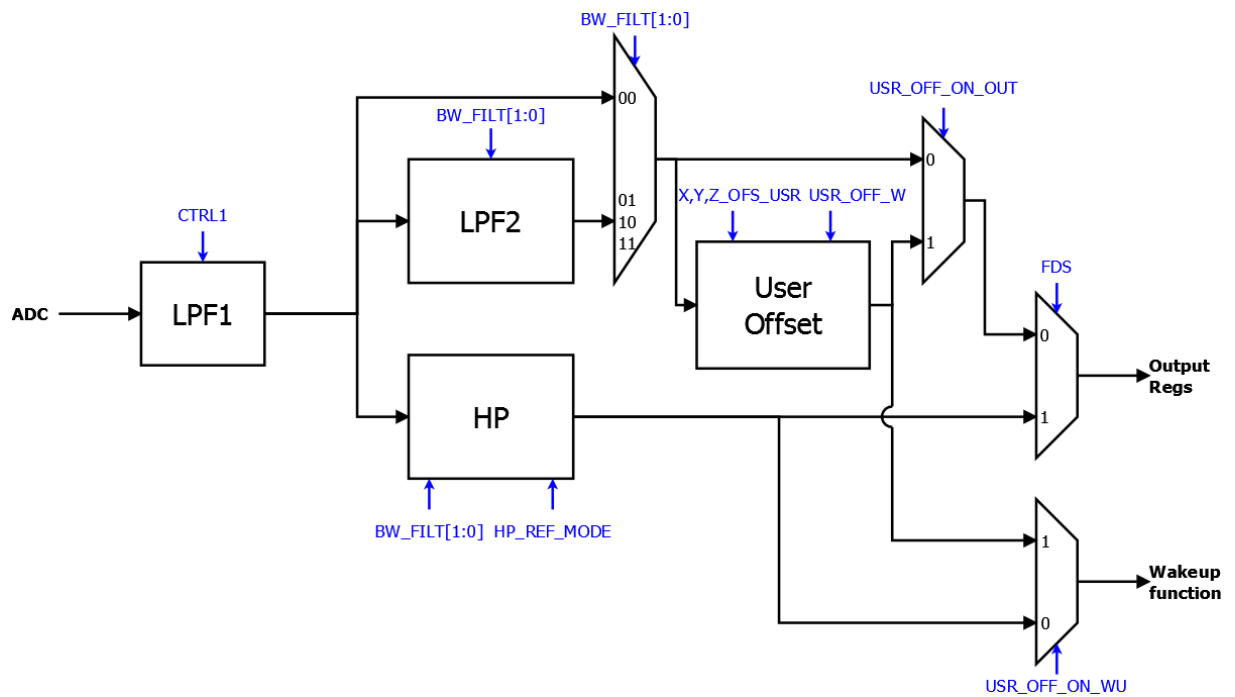 BW_FILT[1:0]
00
USR_OFF_ON_OUT
BW_FILT[1:0]
0
LPF2
01
10
11
X,Y,Z_OFS_USR USR_OFF_W
CTRL1
1
LPF1
ADC
User
Offset
FDS
0
Output
Regs
HP
1
BW_FILT[1:0] HP_REF_MODE
1
Wakeup
function
0
USR_OFF_ON_WU